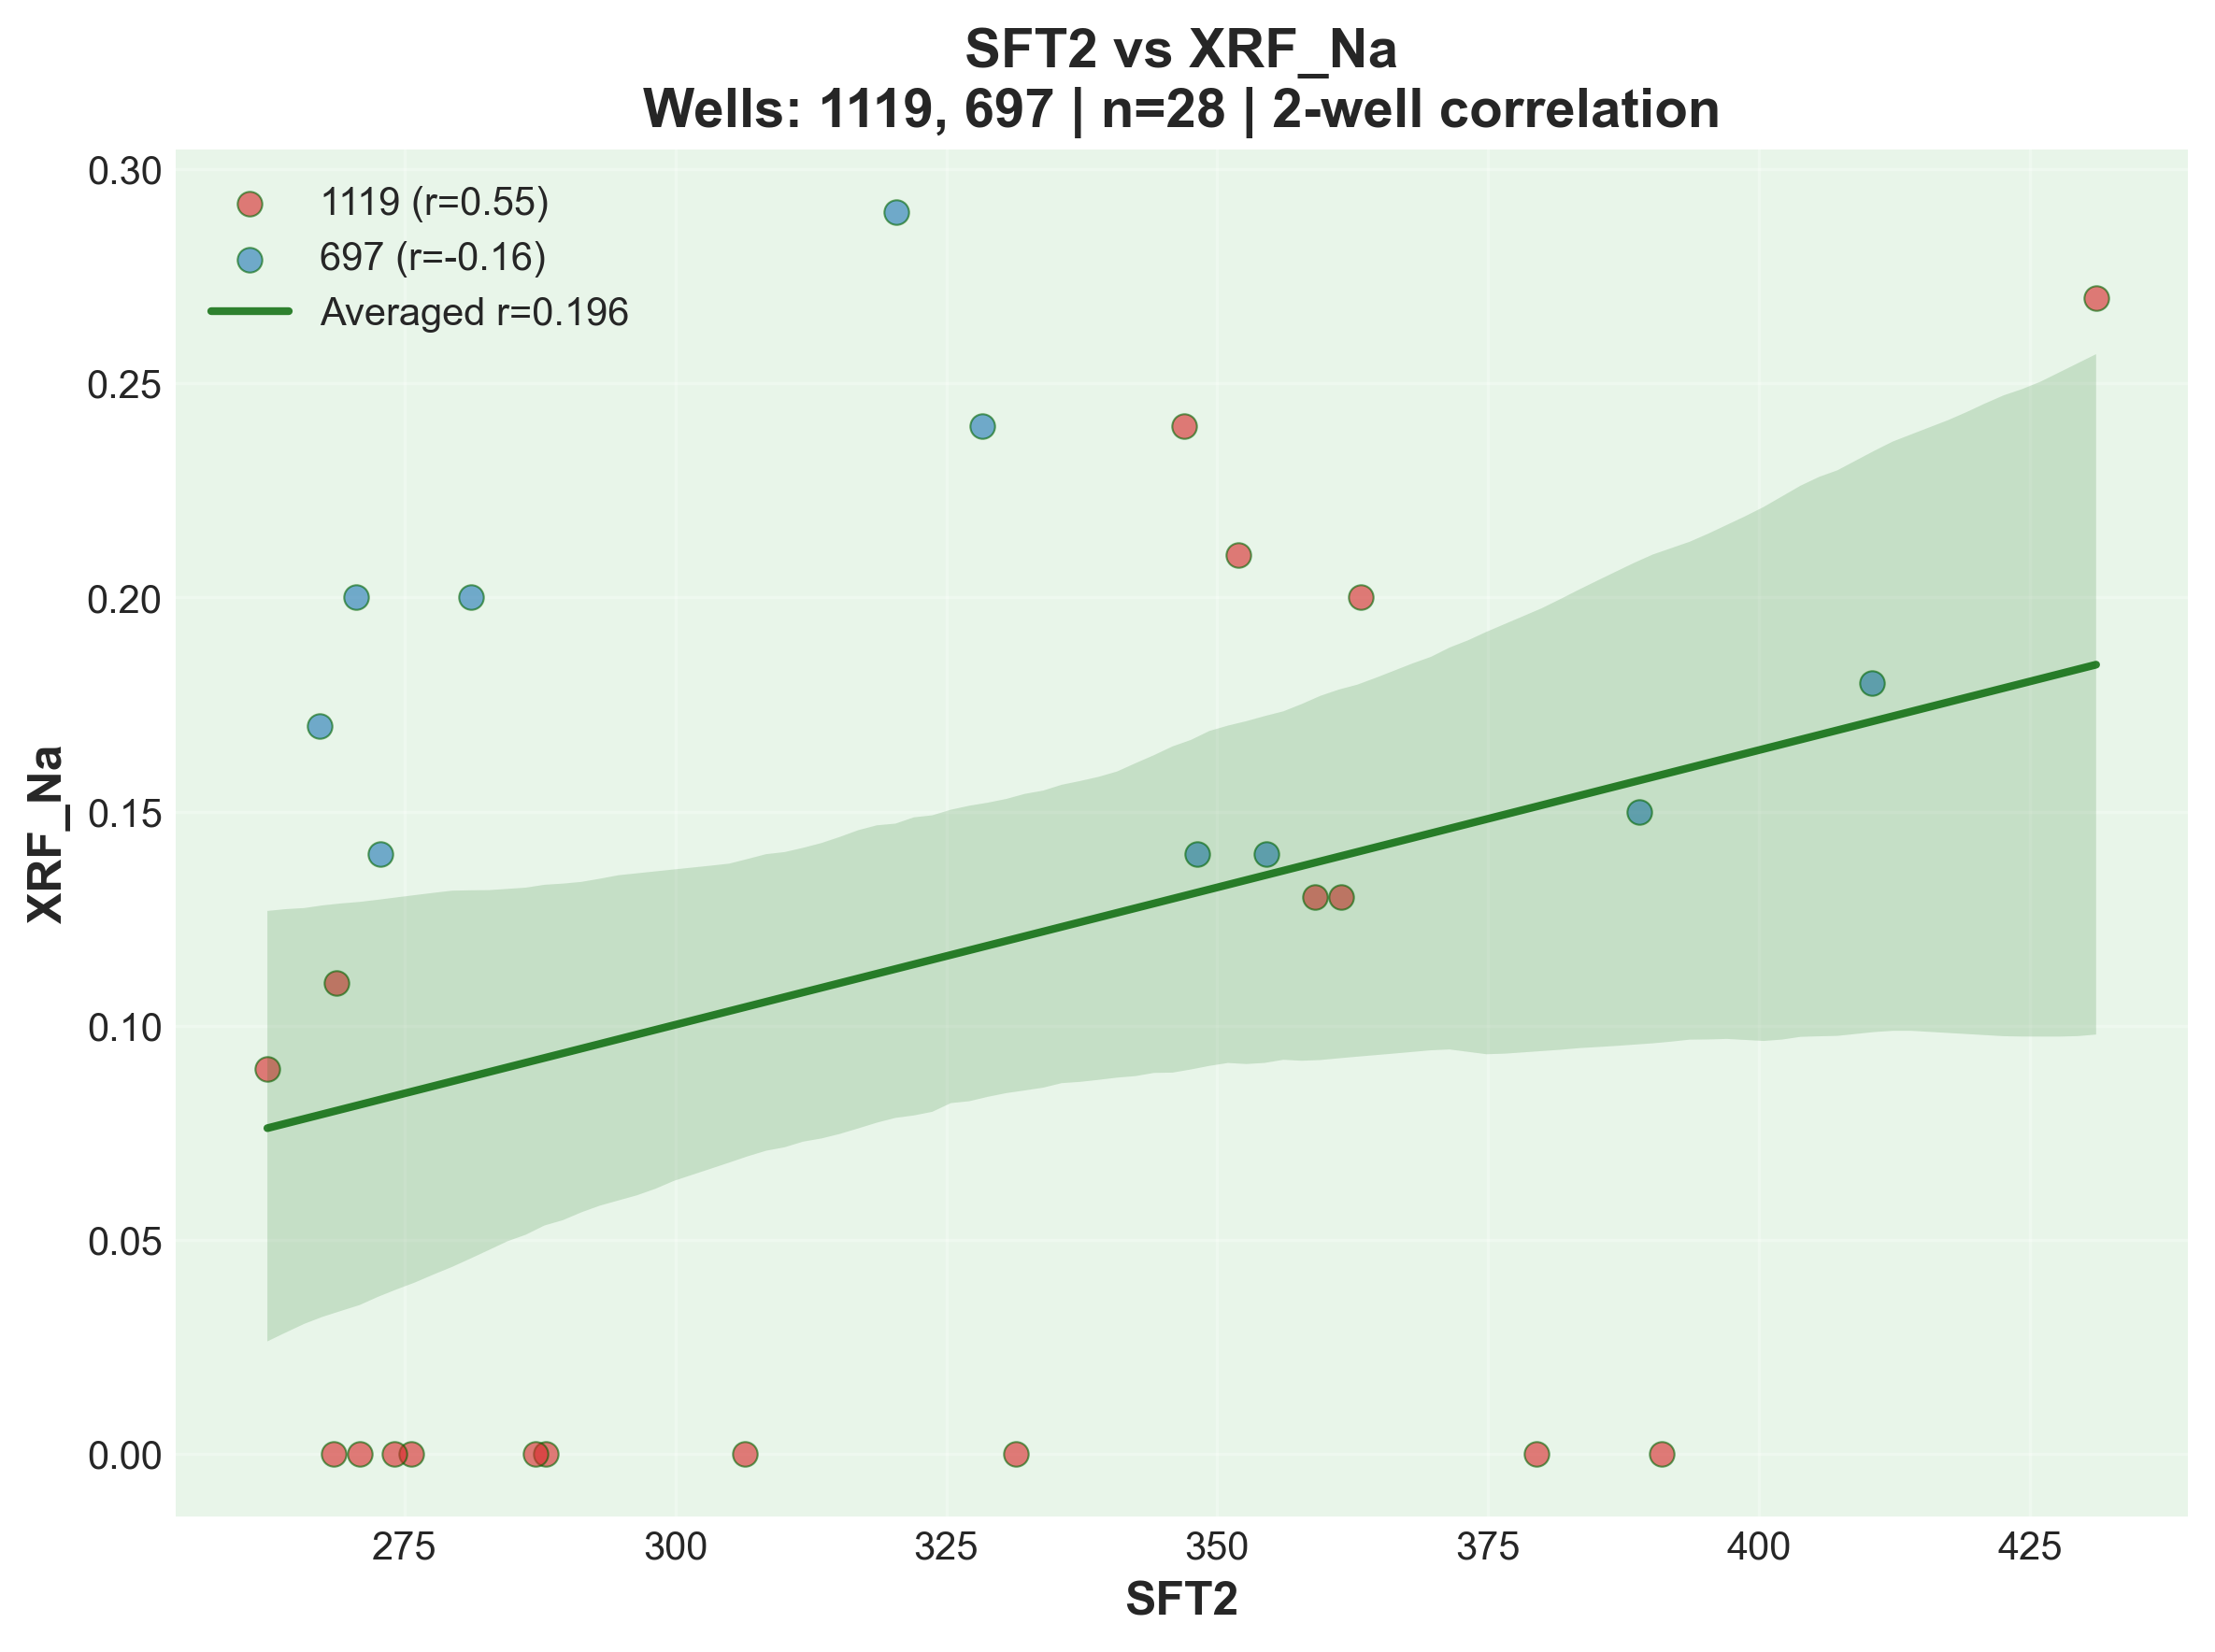 SFT2 vs XRF_Na
Wells: 1119, 697 | n=28 | 2-well correlation
1119 (r=0.55)
697 (r=-0.16)
Averaged r=0.196
XRF_Na
0.30
0.25
0.20
0.15
0.10
0.05
0.00
275 300 325 350 375 400 425
SFT2